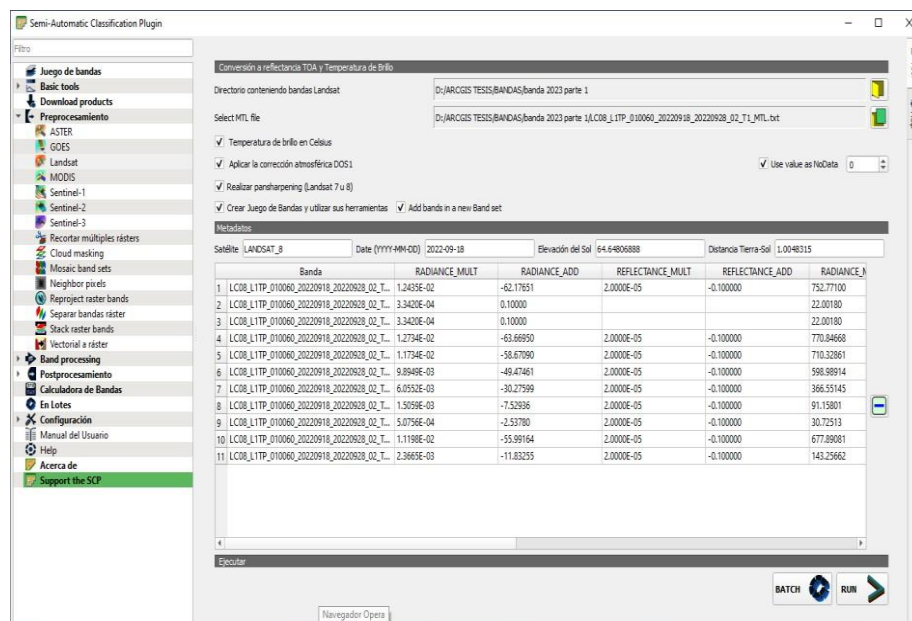 Semi-Automatic Classification Plugin
Filtro
Juego de bandas
Basic tools
Download products
Preprocesamiento
ASTER
GOES
Landsat
MODIS
Sentinel-1
Sentinel-2
Sentinel-3
Recortar múltiples rásters
Cloud masking
Mosaic band sets
Neighbor pixels
Reproject raster bands
Separar bandas ráster
Stack raster bands
Vectorial a ráster
Band processing
Postprocesamiento
Calculadora de Bandas
En Lotes
Configuración
Manual del Usuario
Help
Acerca de
Support the SCP
Conversión a reflectancia TOA y Temperatura de Brillo
Directorio conteniendo bandas Landsat D:/ARCGIS TESIS/BANDAS/banda 2023 parte 1
Select MTL file D:/ARCGIS TESIS/BANDAS/banda 2023 parte 1/LC08_L1TP_010060_20220918_20220928_02_T1_MTL.txt
Temperatura de brillo en Celsius
Aplicar la corrección atmosférica DOS1 Use value as NoData 0
Realizar pansharpening (Landsat 7 u 8)
Crear Juego de Bandas y utilizar sus herramientas Add bands in a new Band set
Metadatos
Satélite LANDSAT_8 Date (YYYY-MM-DD) 2022-09-18 Elevación del Sol 64.64806888 Distancia Tierra-Sol 1.0048315
Banda RADIANCE_MULT RADIANCE_ADD REFLECTANCE_MULT REFLECTANCE_ADD RADIANCE_M
1 LC08_L1TP_010060_20220918_20220928_02_T... 1.2435E-02 -62.17651 2.0000E-05 -0.100000 752.77100
2 LC08_L1TP_010060_20220918_20220928_02_T... 3.3420E-04 0.10000 22.00180
3 LC08_L1TP_010060_20220918_20220928_02_T... 3.3420E-04 0.10000 22.00180
4 LC08_L1TP_010060_20220918_20220928_02_T... 1.2734E-02 -63.66950 2.0000E-05 -0.100000 770.84668
5 LC08_L1TP_010060_20220918_20220928_02_T... 1.1734E-02 -58.67090 2.0000E-05 -0.100000 710.32861
6 LC08_L1TP_010060_20220918_20220928_02_T... 9.8949E-03 -49.47461 2.0000E-05 -0.100000 598.98914
7 LC08_L1TP_010060_20220918_20220928_02_T... 6.0552E-03 -30.27599 2.0000E-05 -0.100000 366.55145
8 LC08_L1TP_010060_20220918_20220928_02_T... 1.5059E-03 -7.52936 2.0000E-05 -0.100000 91.15801
9 LC08_L1TP_010060_20220918_20220928_02_T... 5.0756E-04 -2.53780 2.0000E-05 -0.100000 30.72513
10 LC08_L1TP_010060_20220918_20220928_02_T... 1.1198E-02 -55.99164 2.0000E-05 -0.100000 677.89081
11 LC08_L1TP_010060_20220918_20220928_02_T... 2.3665E-03 -11.83255 2.0000E-05 -0.100000 143.25662
Ejecutar
BATCH RUN
Navegador Opera